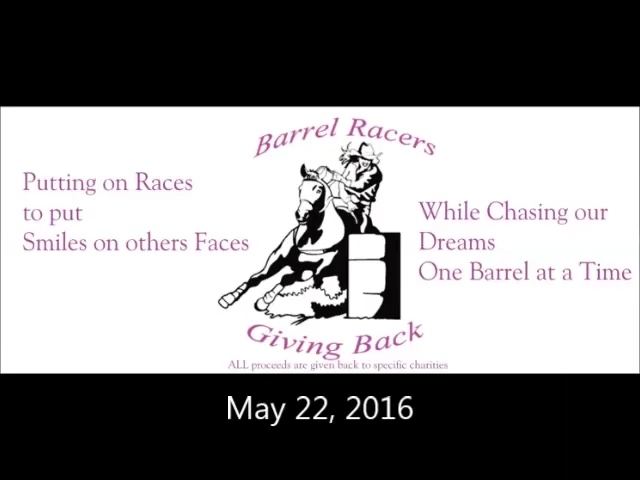 Barrel Racers
Putting on Races
to put
Smiles on others Faces
While Chasing our
Dreams
One Barrel at a Time
Giving Back
ALL proceeds are given back to specific charities
May 22, 2016